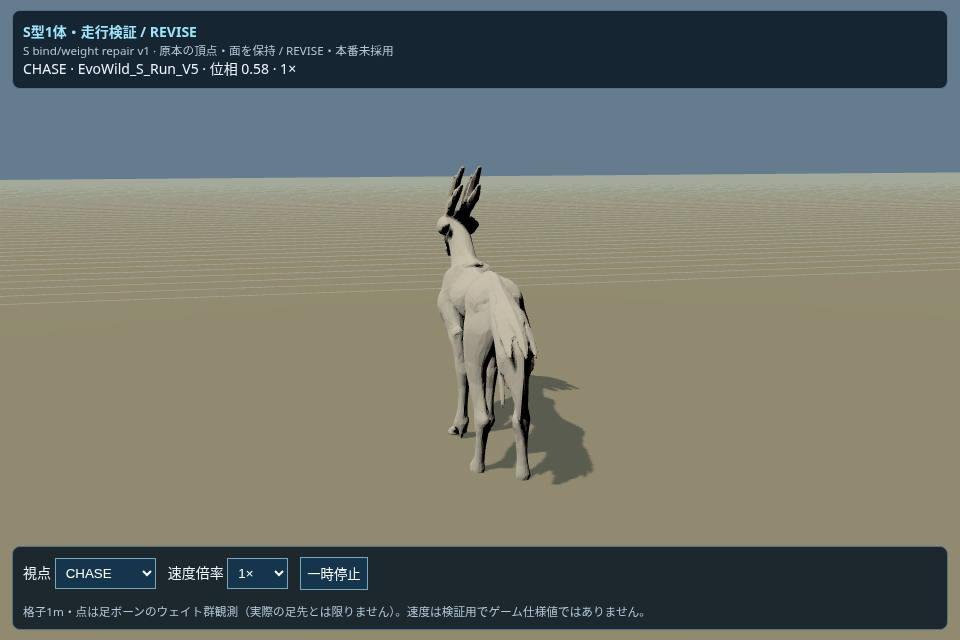 S型1体・走行検証 / REVISE
S bind/weight repair v1 · 原本の頂点・面を保持 / REVISE・本番未採用
CHASE · EvoWild_S_Run_V5 · 位相 0.58 · 1×
視点 CHASE 速度倍率 1× 一時停止
格子1m・点は足ボーンのウェイト群観測（実際の足先とは限りません）。速度は検証用でゲーム仕様値ではありません。